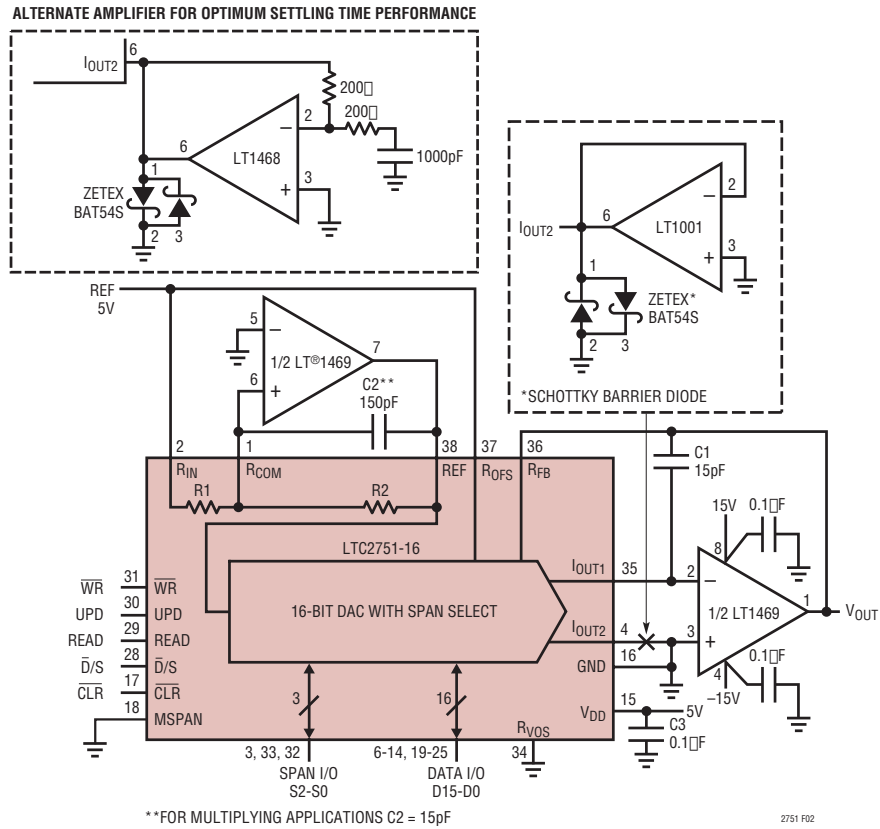 ALTERNATE AMPLIFIER FOR OPTIMUM SETTLING TIME PERFORMANCE
6
IOUT2
200▯
200▯
2
−
1000pF
6
LT1468
1
+
3
ZETEX
BAT54S
2
3
−
2
IOUT2
6
LT1001
+
3
1
ZETEX*
BAT54S
2
3
*SCHOTTKY BARRIER DIODE
REF
5V
5
−
7
1/2 LT®1469
6
+
C2**
150pF
2
1
38
37
36
RIN
RCOM
REF
ROFS
RFB
C1
15pF
R1
R2
15V
0.1▯F
LTC2751-16
8
IOUT1
35
2
−
16-BIT DAC WITH SPAN SELECT
1/2 LT1469
1
VOUT
IOUT2
4
3
+
GND
16
4
−15V
0.1▯F
WR
31
WR
UPD
30
UPD
READ
29
READ
D/S
28
D/S
CLR
17
CLR
18
MSPAN
3
16
VDD
15
5V
C3
0.1▯F
RVOS
3, 33, 32
6-14, 19-25
34
SPAN I/O
S2-S0
DATA I/O
D15-D0
**FOR MULTIPLYING APPLICATIONS C2 = 15pF
2751 F02